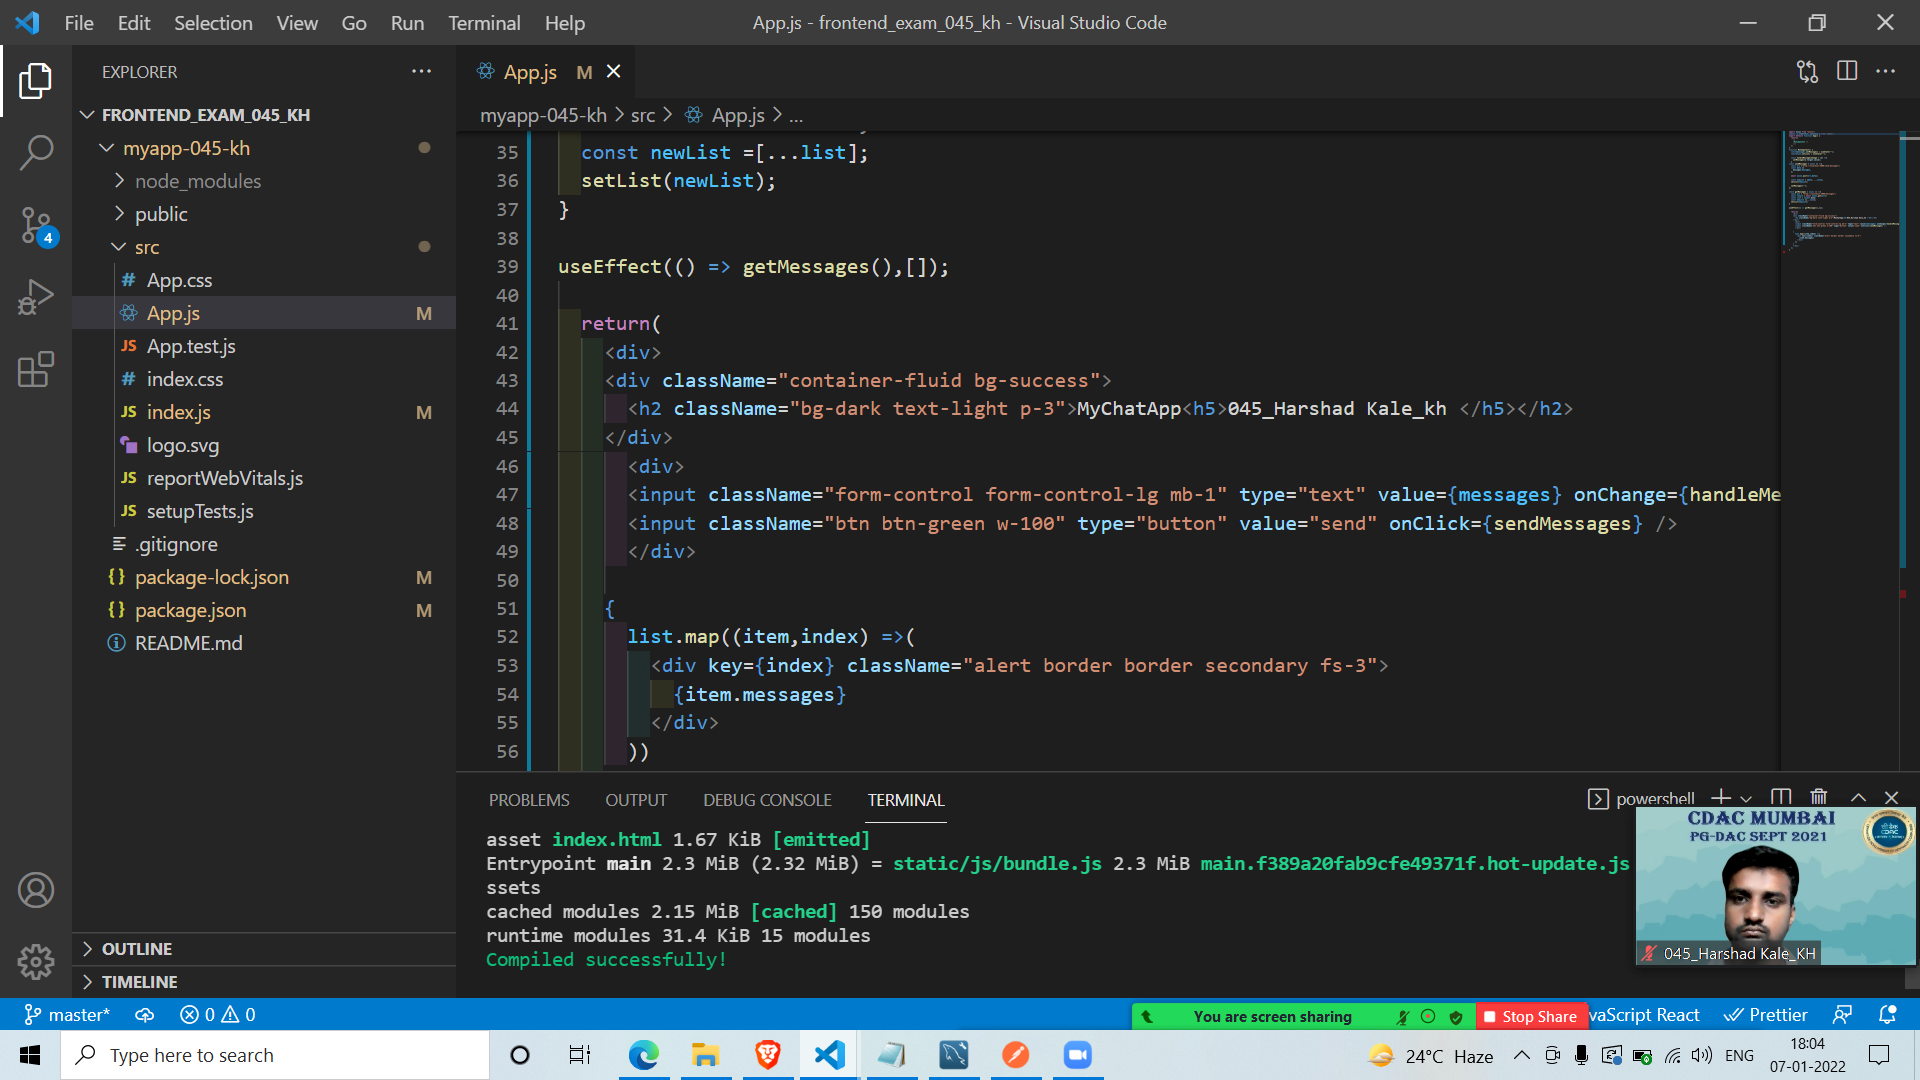 File Edit Selection View Go Run Terminal Help
App.js - frontend_exam_045_kh - Visual Studio Code
EXPLORER
FRONTEND_EXAM_045_KH
myapp-045-kh
node_modules
public
src
# App.css
App.js M
JS App.test.js
# index.css
JS index.js M
logo.svg
JS reportWebVitals.js
JS setupTests.js
.gitignore
{} package-lock.json M
{} package.json M
README.md
OUTLINE
TIMELINE
4
App.js M
myapp-045-kh > src > App.js > ...
35 const newList =[...list];
36 setList(newList);
37 }
38
39 useEffect(() => getMessages(),[]);
40
41 return(
42 <div>
43 <div className="container-fluid bg-success">
44 <h2 className="bg-dark text-light p-3">MyChatApp<h5>045_Harshad Kale_kh </h5></h2>
45 </div>
46 <div>
47 <input className="form-control form-control-lg mb-1" type="text" value={messages} onChange={handleMe
48 <input className="btn btn-green w-100" type="button" value="send" onClick={sendMessages} />
49 </div>
50
51 {
52 list.map((item,index) =>(
53 <div key={index} className="alert border border secondary fs-3">
54 {item.messages}
55 </div>
56 ))
PROBLEMS OUTPUT DEBUG CONSOLE TERMINAL
powershell
asset index.html 1.67 KiB [emitted]
Entrypoint main 2.3 MiB (2.32 MiB) = static/js/bundle.js 2.3 MiB main.f389a20fab9cfe49371f.hot-update.js
ssets
cached modules 2.15 MiB [cached] 150 modules
runtime modules 31.4 KiB 15 modules
Compiled successfully!
CDAC MUMBAI
PG-DAC SEPT 2021
045_Harshad Kale_KH
master* 0 0
You are screen sharing
Stop Share
vaScript React
Prettier
Type here to search
24°C Haze
ENG
18:04
07-01-2022